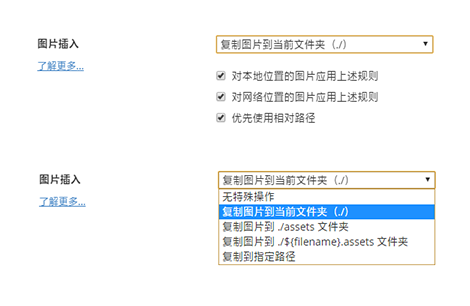 图片插入
复制图片到当前文件夹（./）
了解更多...
对本地位置的图片应用上述规则
对网络位置的图片应用上述规则
优先使用相对路径
图片插入
复制图片到当前文件夹（./）
了解更多...
无特殊操作
复制图片到当前文件夹（./）
复制图片到 ./assets 文件夹
复制图片到 ./${filename}.assets 文件夹
复制到指定路径